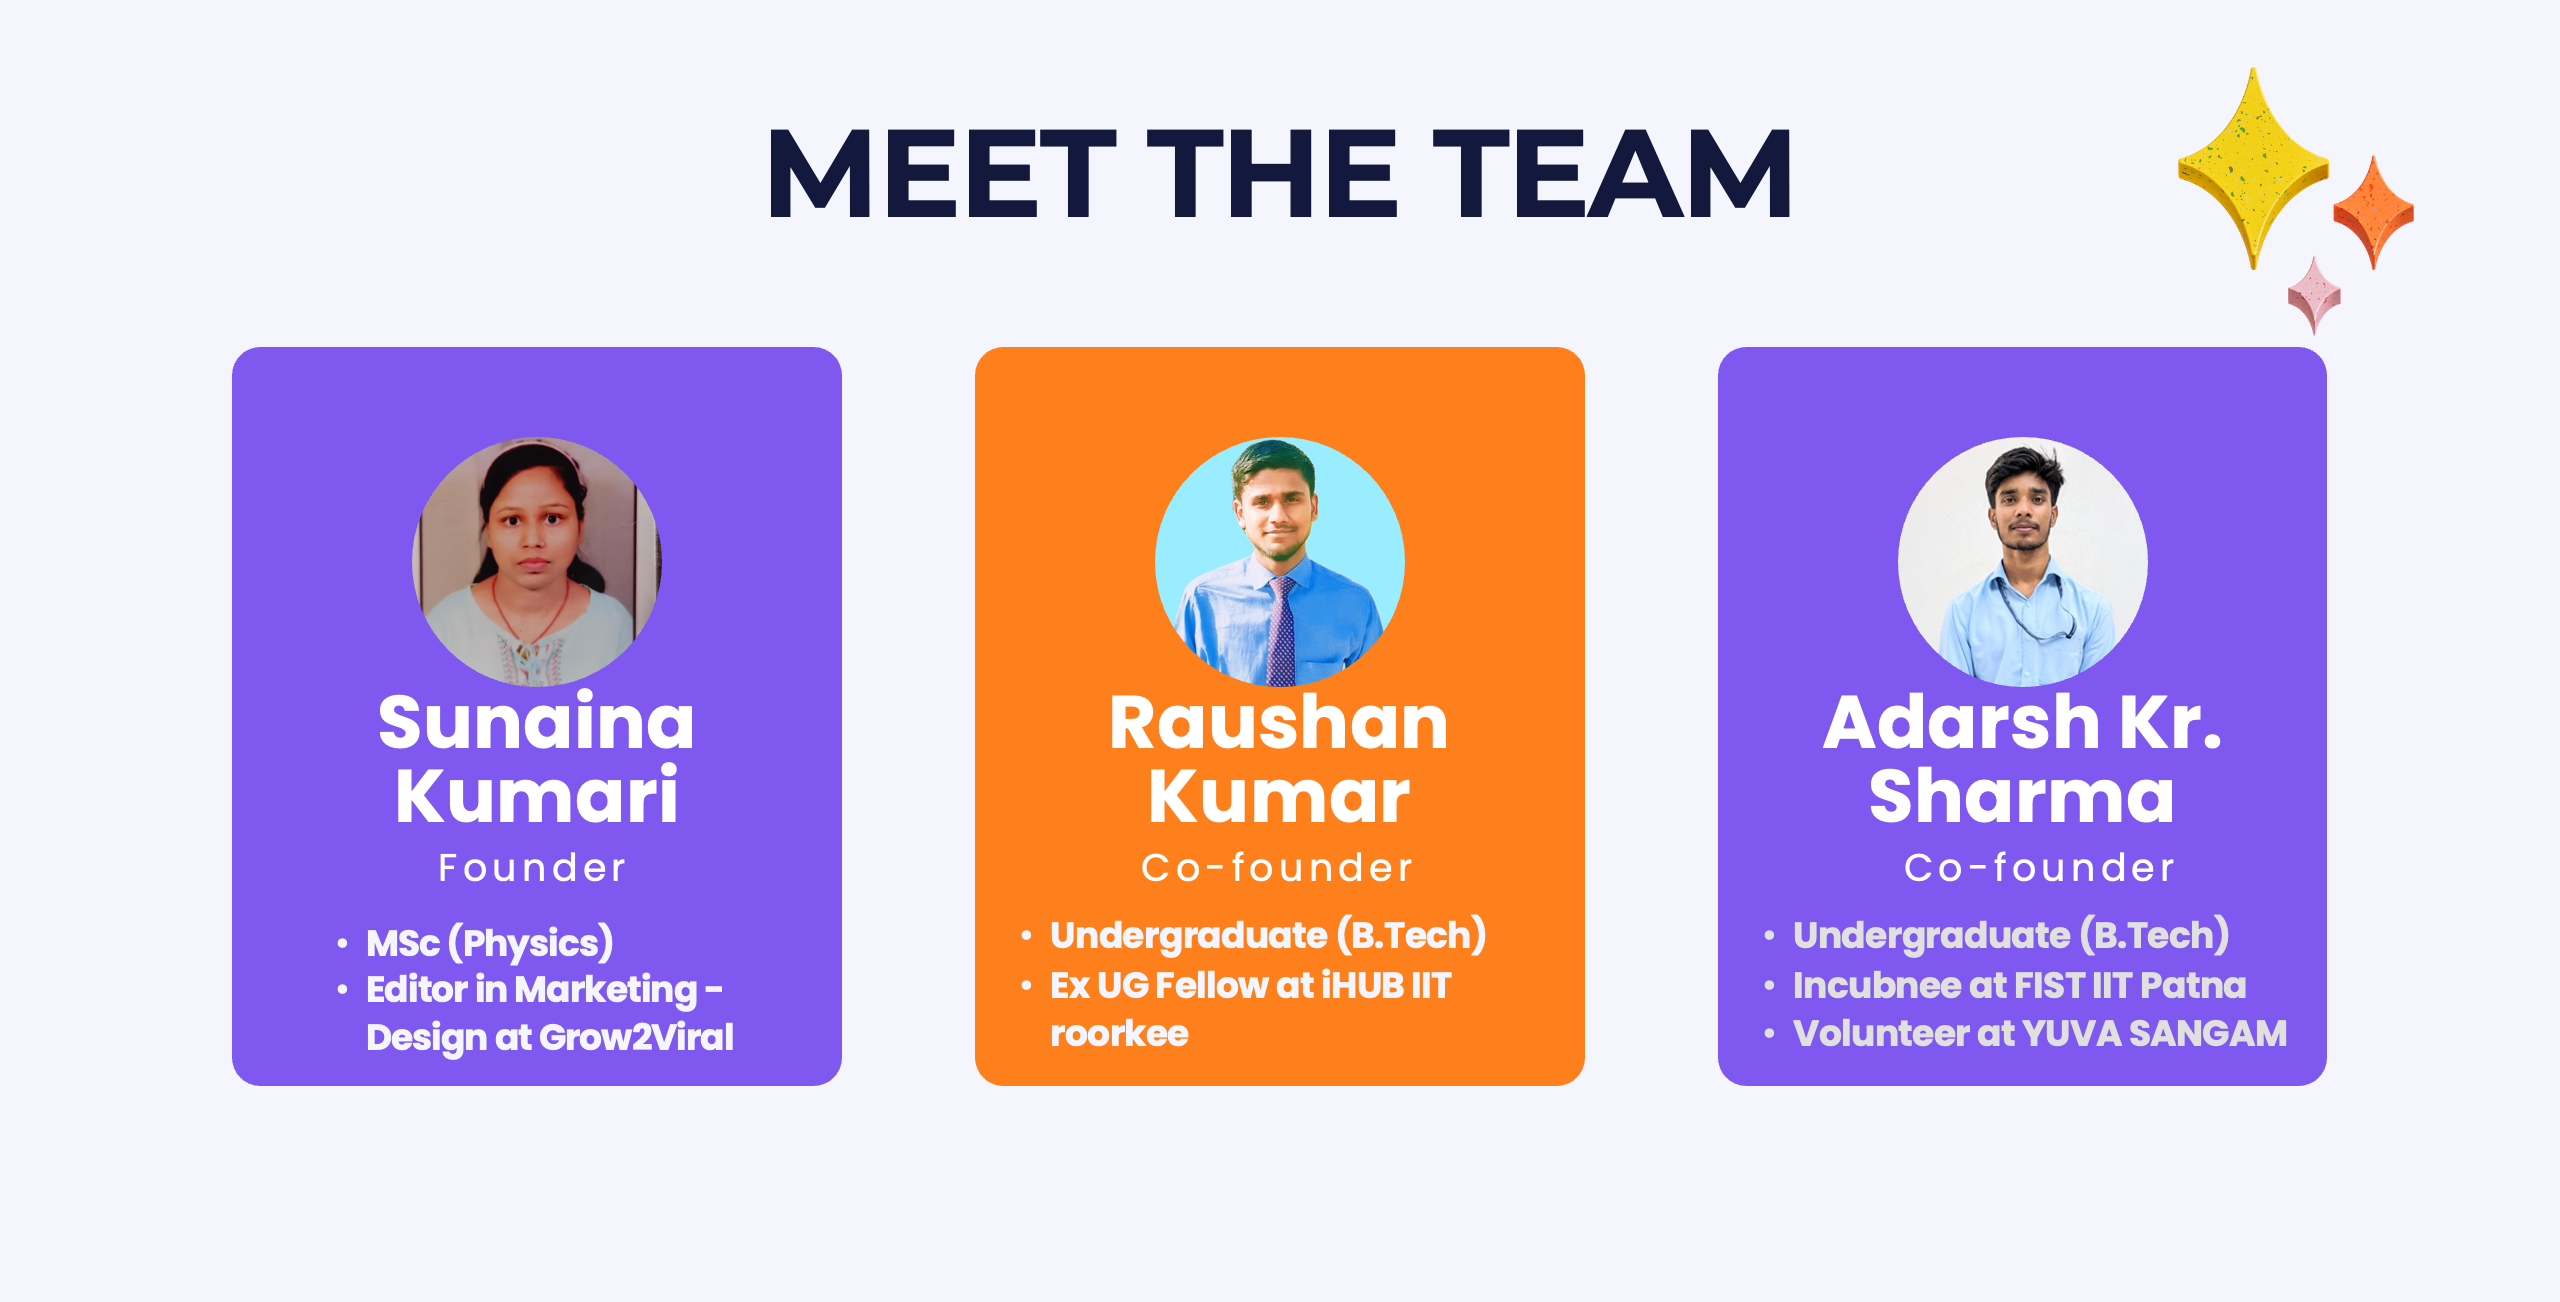 MEET THE TEAM
Sunaina
Kumari
Founder
• MSc (Physics)
• Editor in Marketing -
Design at Grow2Viral
Raushan
Kumar
Co-founder
• Undergraduate (B.Tech)
• Ex UG Fellow at iHUB IIT
roorkee
Adarsh Kr.
Sharma
Co-founder
• Undergraduate (B.Tech)
• Incubnee at FIST IIT Patna
• Volunteer at YUVA SANGAM